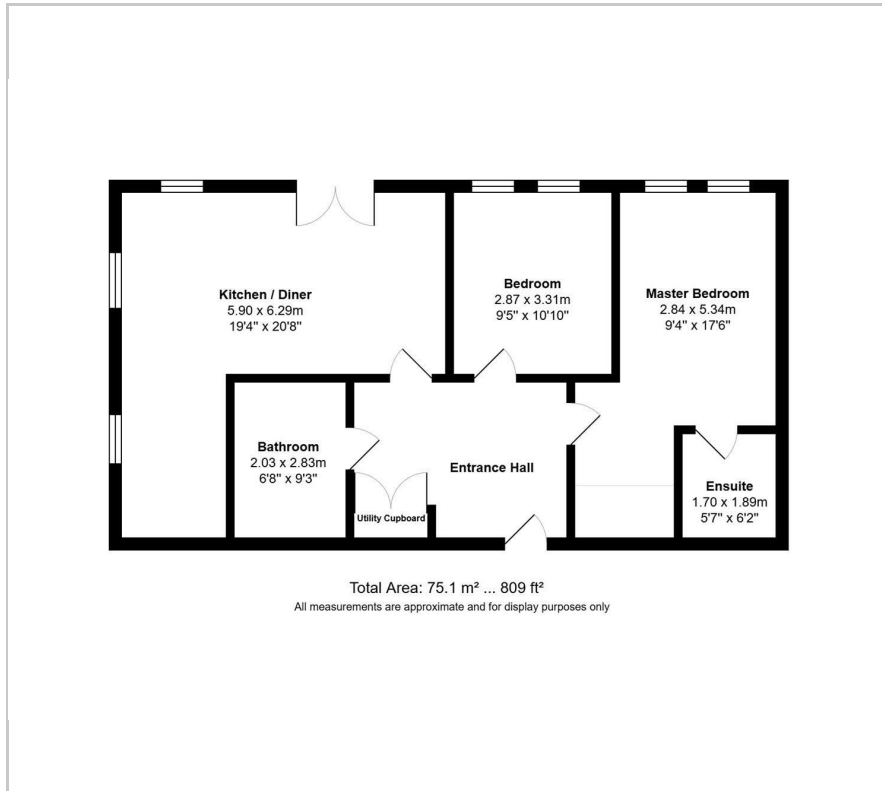 Kitchen / Diner
5.90 x 6.29m
19'4" x 20'8"
Bedroom
2.87 x 3.31m
9'5" x 10'10"
Master Bedroom
2.84 x 5.34m
9'4" x 17'6"
Bathroom
2.03 x 2.83m
6'8" x 9'3"
Entrance Hall
Utility Cupboard
Ensuite
1.70 x 1.89m
5'7" x 6'2"
Total Area: 75.1 m² ... 809 ft²
All measurements are approximate and for display purposes only